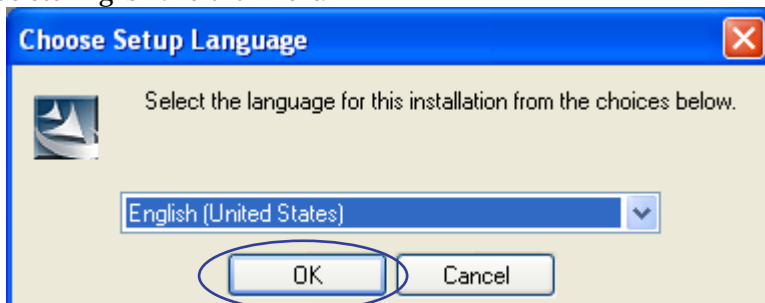 Choose Setup Language
Select the language for this installation from the choices below.
English (United States)
OK
Cancel